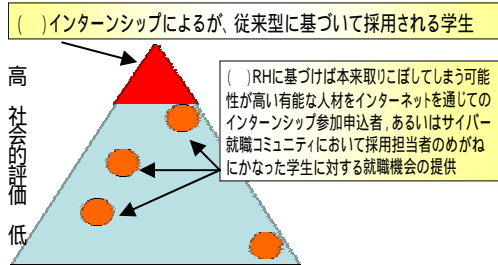 (　)インターンシップによるが、従来型に基づいて採用される学生
(　)RHに基づけば本来取りこぼしてしまう可能
性が高い有能な人材をインターネットを通じての
インターンシップ参加申込者,あるいはサイバー
就職コミュニティにおいて採用担当者のめがね
にかなった学生に対する就職機会の提供
高 社会的評価 低